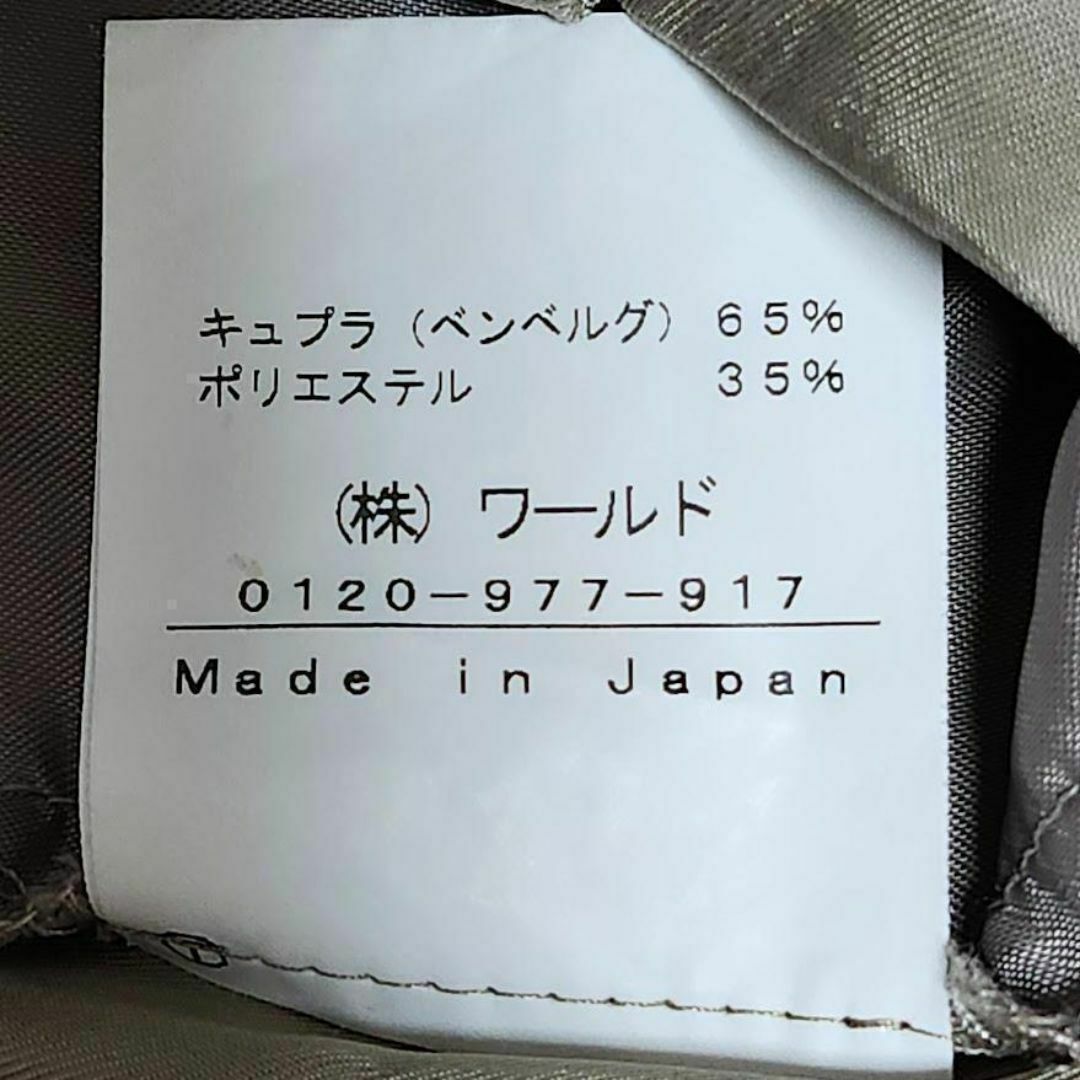 キュプラ（ベンベルグ） ６５％
ポリエステル ３５％
（株）ワールド
０１２０－９７７－９１７
Ｍａｄｅ ｉｎ Ｊａｐａｎ